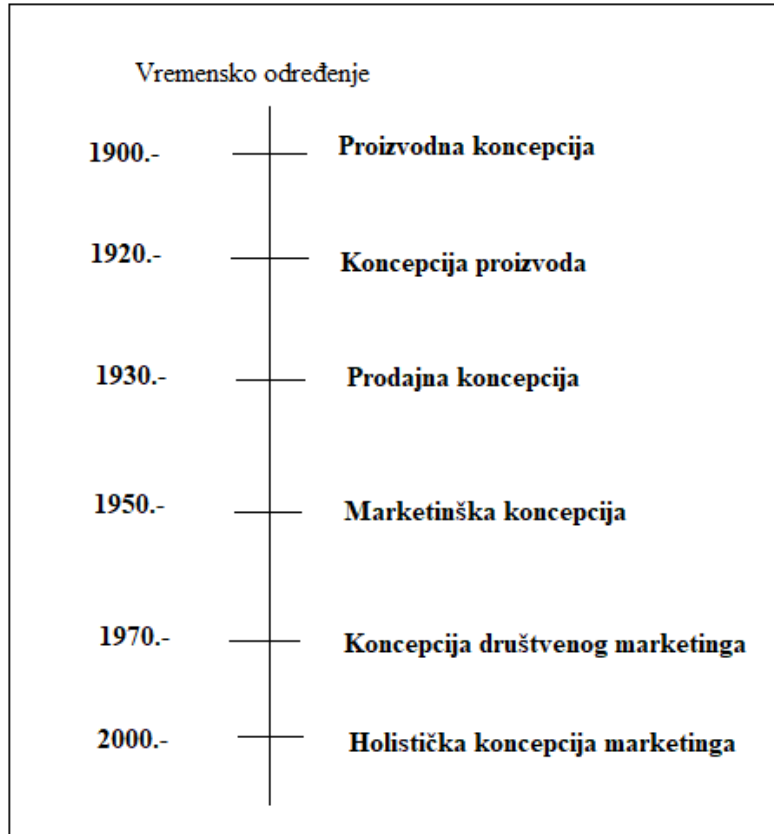 Vremensko određenje
1900.- Proizvodna koncepcija
1920.- Koncepcija proizvoda
1930.- Prodajna koncepcija
1950.- Marketinška koncepcija
1970.- Koncepcija društvenog marketinga
2000.- Holistička koncepcija marketinga